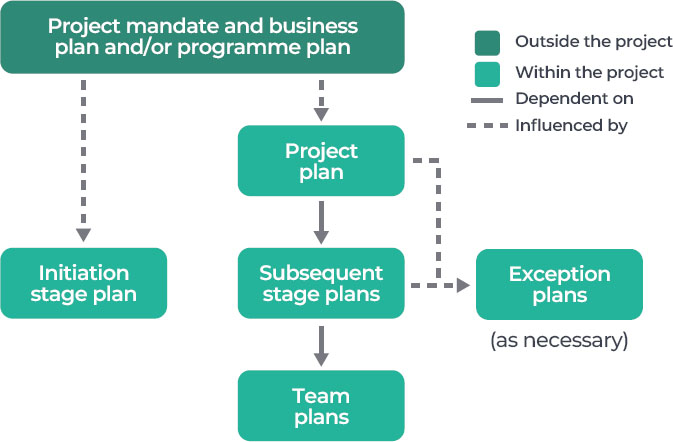 Project mandate and business
plan and/or programme plan
Outside the project
Within the project
Dependent on
Influenced by
Project
plan
Initiation
stage plan
Subsequent
stage plans
Exception
plans
(as necessary)
Team
plans